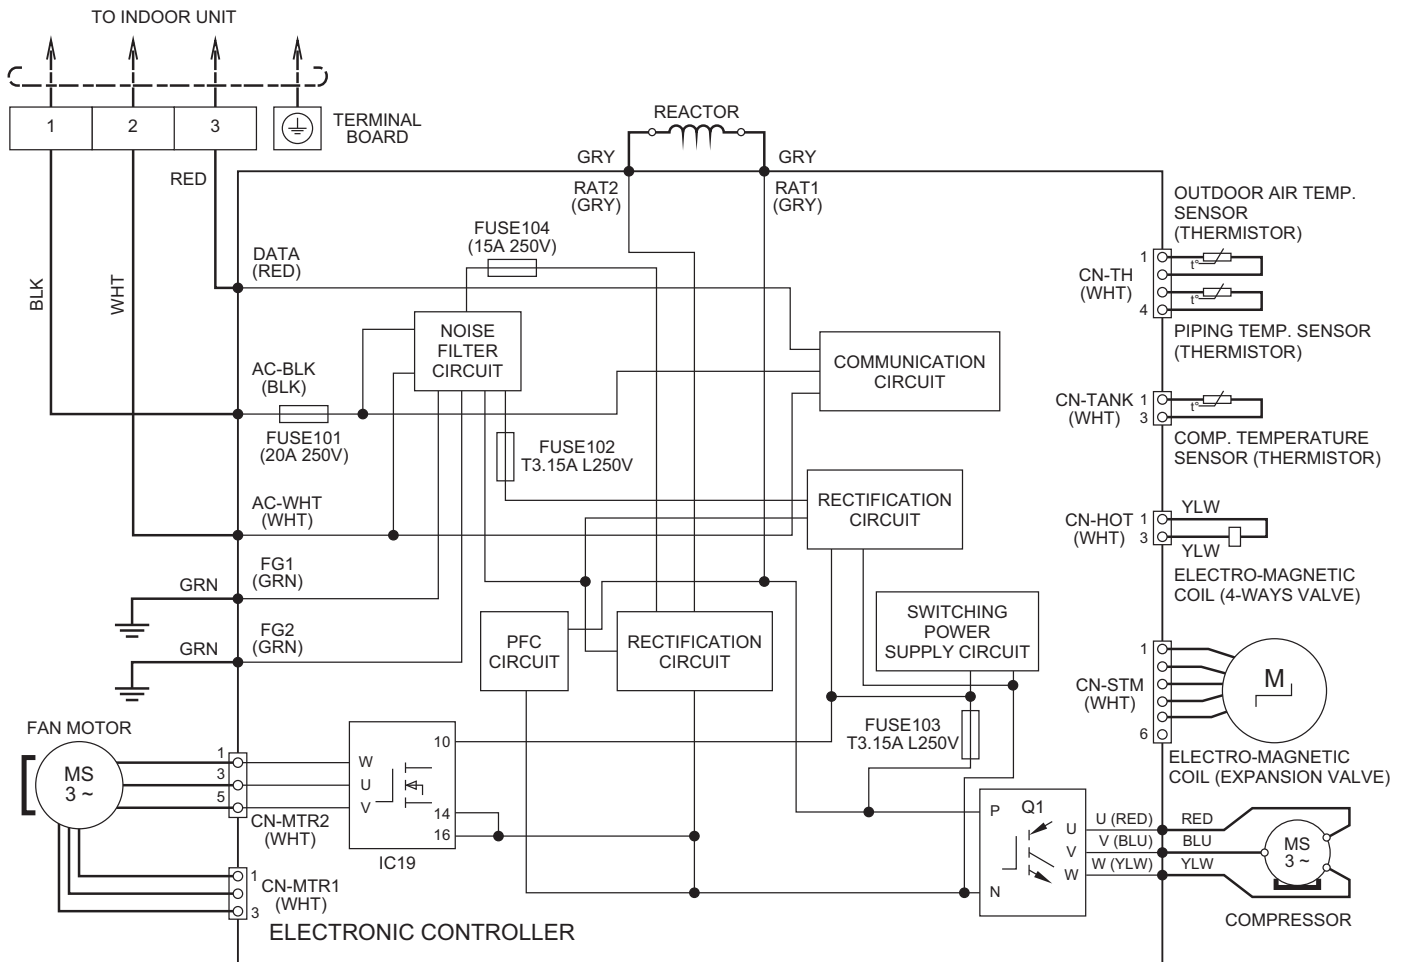 TO INDOOR UNIT
1
2
3
TERMINAL
BOARD
REACTOR
GRY
GRY
RED
RAT2
(GRY)
RAT1
(GRY)
OUTDOOR AIR TEMP.
SENSOR
(THERMISTOR)
FUSE104
(15A 250V)
DATA
(RED)
BLK
WHT
CN-TH
(WHT)
1
4
t°
t°
PIPING TEMP. SENSOR
(THERMISTOR)
NOISE
FILTER
CIRCUIT
COMMUNICATION
CIRCUIT
AC-BLK
(BLK)
FUSE101
(20A 250V)
FUSE102
T3.15A L250V
CN-TANK
(WHT)
1
3
t°
COMP. TEMPERATURE
SENSOR (THERMISTOR)
RECTIFICATION
CIRCUIT
AC-WHT
(WHT)
CN-HOT
(WHT)
1
3
YLW
YLW
ELECTRO-MAGNETIC
COIL (4-WAYS VALVE)
FG1
(GRN)
GRN
FG2
(GRN)
GRN
PFC
CIRCUIT
RECTIFICATION
CIRCUIT
SWITCHING
POWER
SUPPLY CIRCUIT
CN-STM
(WHT)
1
6
M
ELECTRO-MAGNETIC
COIL (EXPANSION VALVE)
FUSE103
T3.15A L250V
FAN MOTOR
MS
3 ~
1
3
5
CN-MTR2
(WHT)
W
U
V
10
14
16
IC19
P
N
Q1
U
V
W
U (RED)
V (BLU)
W (YLW)
RED
BLU
YLW
MS
3 ~
COMPRESSOR
1
3
CN-MTR1
(WHT)
ELECTRONIC CONTROLLER